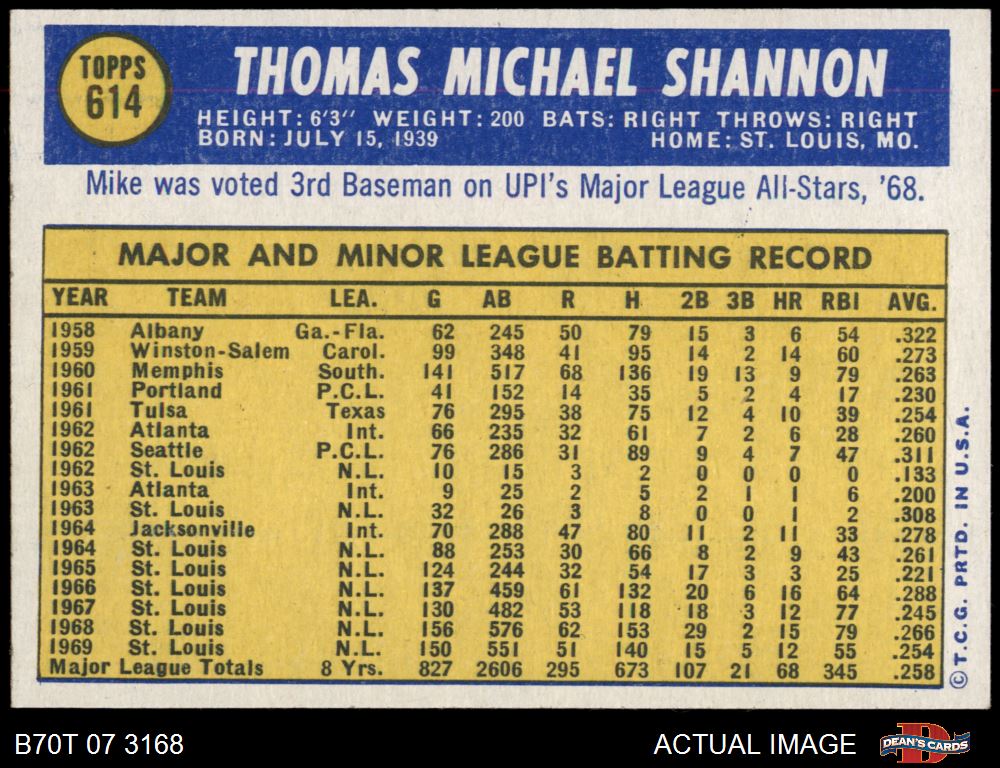 TOPPS
614
THOMAS MICHAEL SHANNON
HEIGHT: 6'3" WEIGHT: 200 BATS: RIGHT THROWS: RIGHT
BORN: JULY 15, 1939 HOME: ST. LOUIS, MO.
Mike was voted 3rd Baseman on UPI's Major League All-Stars, '68.
MAJOR AND MINOR LEAGUE BATTING RECORD
YEAR TEAM LEA. G AB R H 2B 3B HR RBI AVG.
1958 Albany Ga.-Fla. 62 245 50 79 15 3 6 54 .322
1959 Winston-Salem Carol. 99 348 41 95 14 2 14 60 .273
1960 Memphis South. 141 517 68 136 19 13 9 79 .263
1961 Portland P.C.L. 41 152 14 35 5 2 4 17 .230
1961 Tulsa Texas 76 295 38 75 12 4 10 39 .254
1962 Atlanta Int. 66 235 32 61 7 2 6 28 .260
1962 Seattle P.C.L. 76 286 31 89 9 4 7 47 .311
1962 St. Louis N.L. 10 15 3 2 0 0 0 0 .133
1963 Atlanta Int. 9 25 2 5 2 1 1 6 .200
1963 St. Louis N.L. 32 26 3 8 0 0 1 2 .308
1964 Jacksonville Int. 70 288 47 80 11 2 11 33 .278
1964 St. Louis N.L. 88 253 30 66 8 2 9 43 .261
1965 St. Louis N.L. 124 244 32 54 17 3 3 25 .221
1966 St. Louis N.L. 137 459 61 132 20 6 16 64 .288
1967 St. Louis N.L. 130 482 53 118 18 3 12 77 .245
1968 St. Louis N.L. 156 576 62 153 29 2 15 79 .266
1969 St. Louis N.L. 150 551 51 140 15 5 12 55 .254
Major League Totals 8 Yrs. 827 2606 295 673 107 21 68 345 .258
©T.C.G. PRTD. IN U.S.A.
B70T 07 3168 ACTUAL IMAGE
D
DEAN'S CARDS